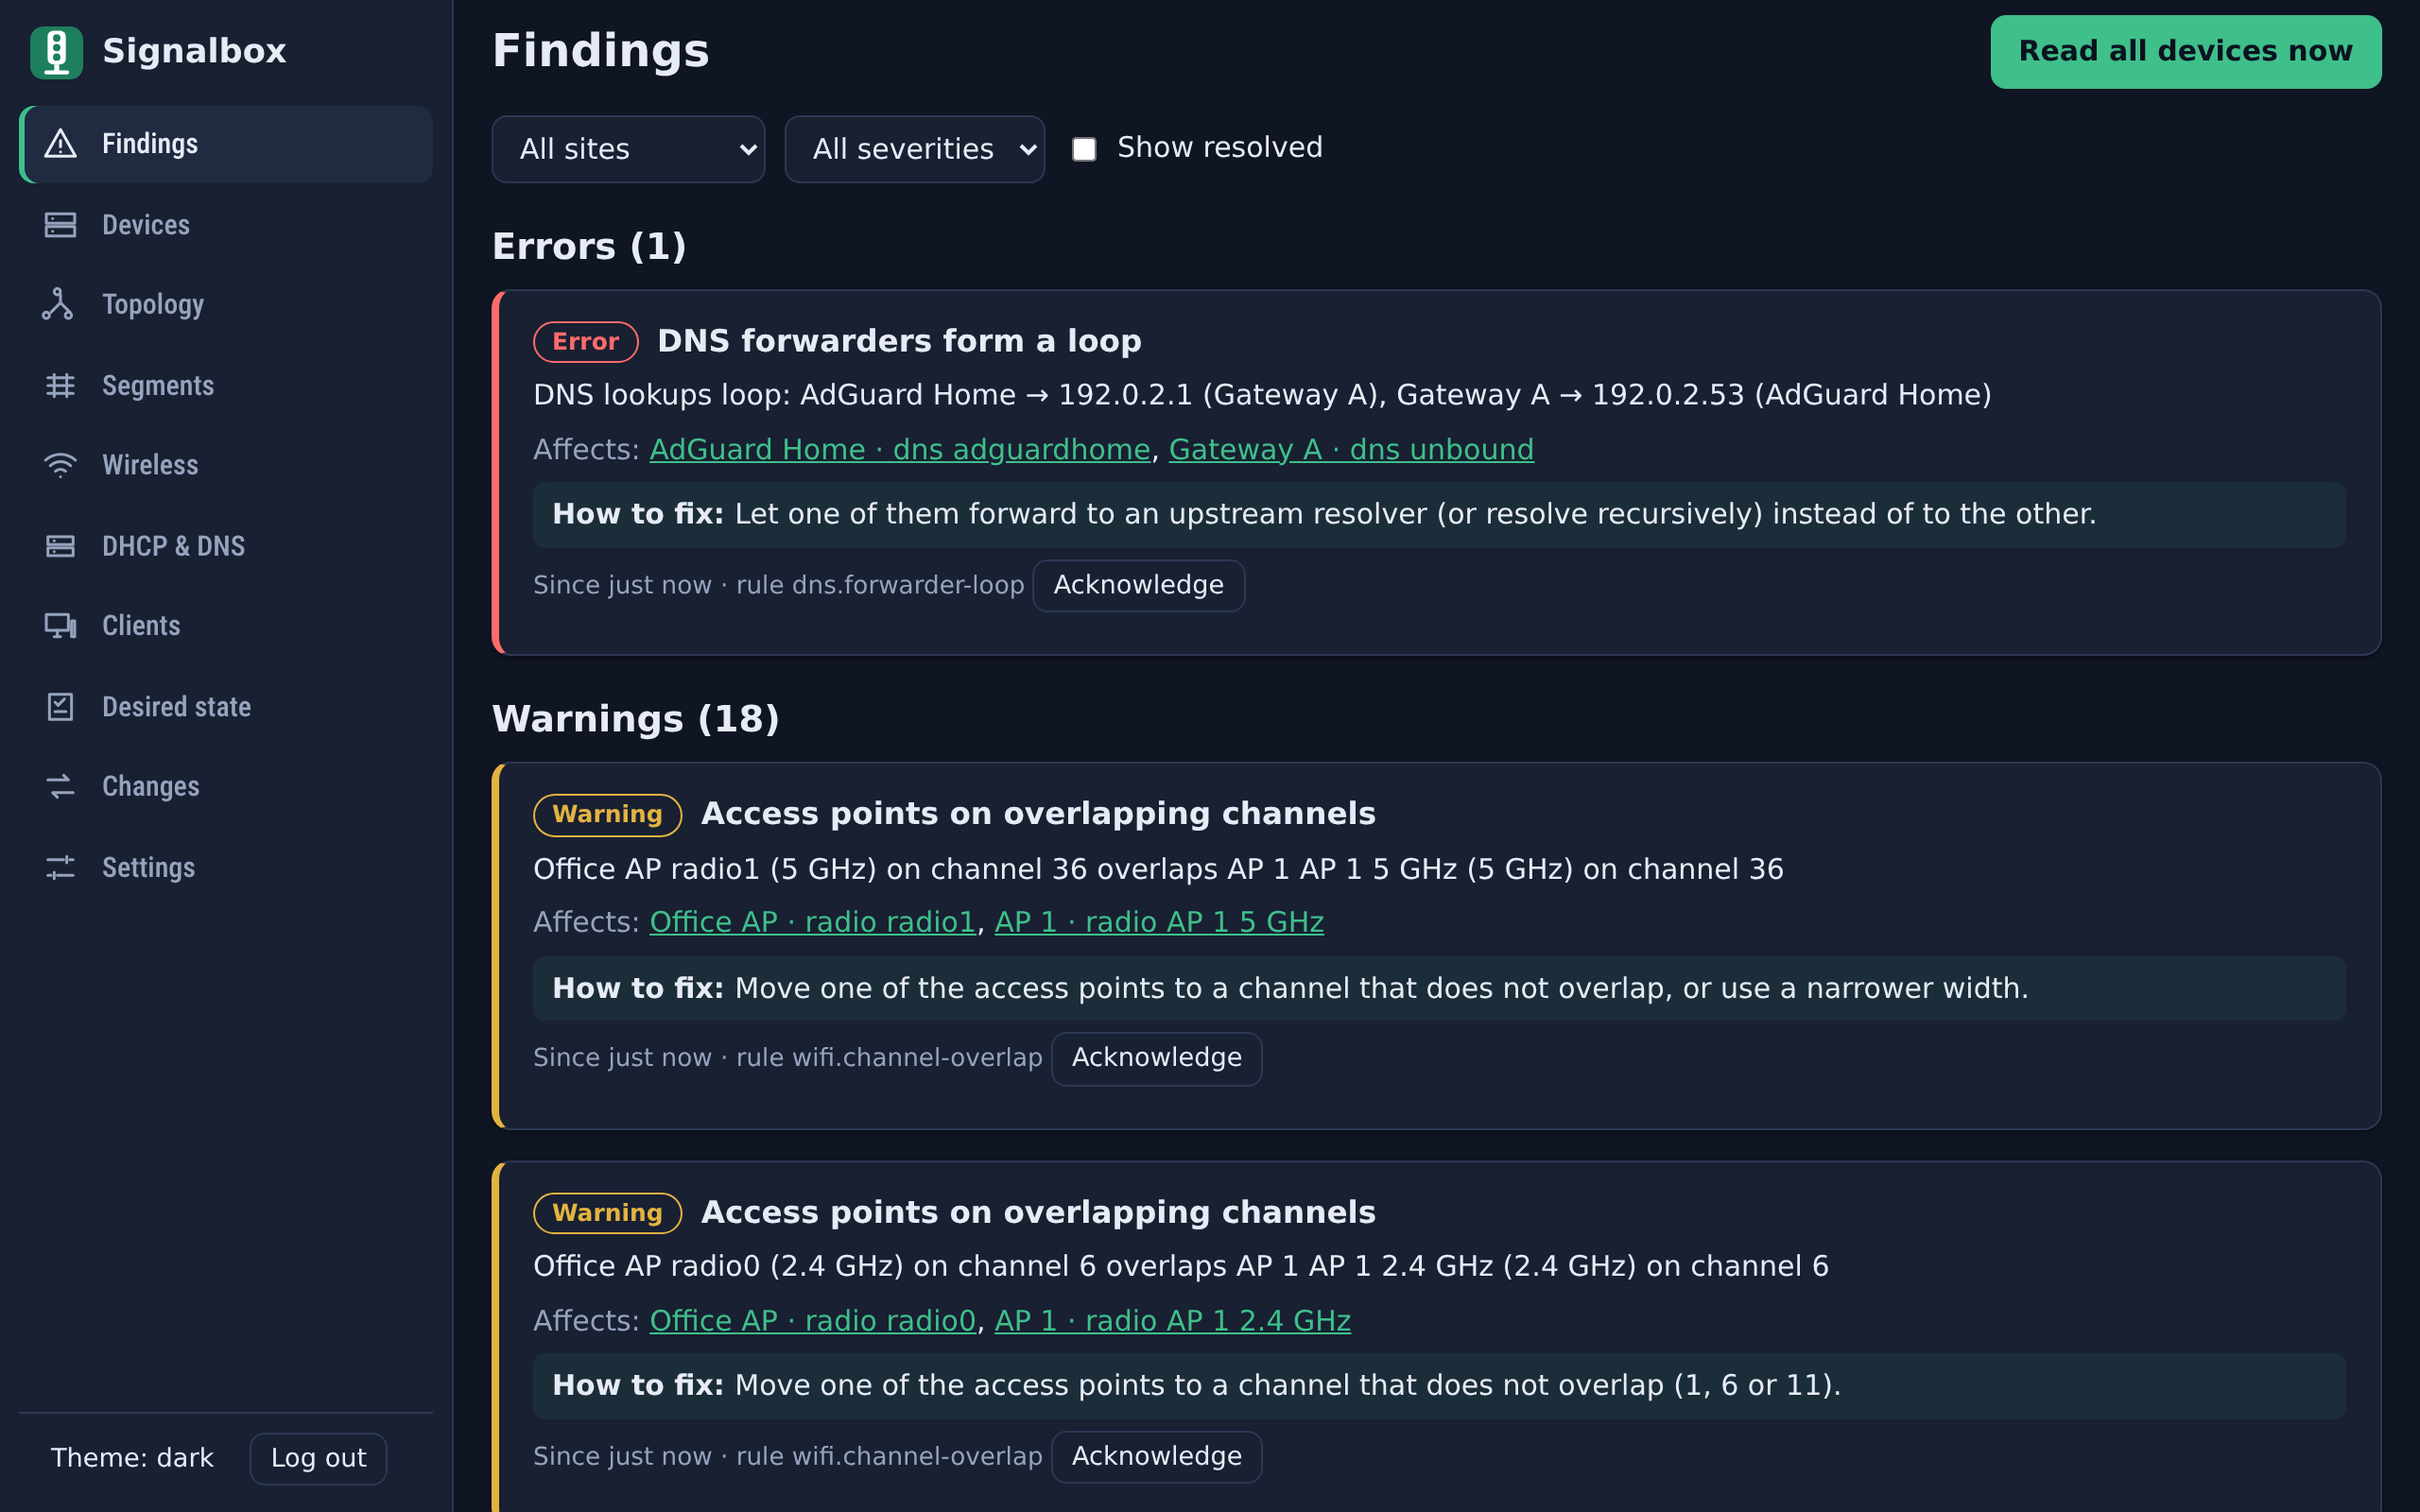 Signalbox
Findings
Devices
Topology
Segments
Wireless
DHCP & DNS
Clients
Desired state
Changes
Settings
Theme: dark
Log out
Findings
Read all devices now
All sites
All severities
Show resolved
Errors (1)
Error DNS forwarders form a loop
DNS lookups loop: AdGuard Home → 192.0.2.1 (Gateway A), Gateway A → 192.0.2.53 (AdGuard Home)
Affects: AdGuard Home · dns adguardhome, Gateway A · dns unbound
How to fix: Let one of them forward to an upstream resolver (or resolve recursively) instead of to the other.
Since just now · rule dns.forwarder-loop Acknowledge
Warnings (18)
Warning Access points on overlapping channels
Office AP radio1 (5 GHz) on channel 36 overlaps AP 1 AP 1 5 GHz (5 GHz) on channel 36
Affects: Office AP · radio radio1, AP 1 · radio AP 1 5 GHz
How to fix: Move one of the access points to a channel that does not overlap, or use a narrower width.
Since just now · rule wifi.channel-overlap Acknowledge
Warning Access points on overlapping channels
Office AP radio0 (2.4 GHz) on channel 6 overlaps AP 1 AP 1 2.4 GHz (2.4 GHz) on channel 6
Affects: Office AP · radio radio0, AP 1 · radio AP 1 2.4 GHz
How to fix: Move one of the access points to a channel that does not overlap (1, 6 or 11).
Since just now · rule wifi.channel-overlap Acknowledge